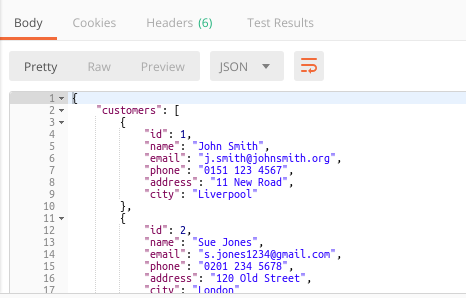 Body Cookies Headers (6) Test Results
Pretty Raw Preview JSON
1 {
2 "customers": [
3 {
4 "id": 1,
5 "name": "John Smith",
6 "email": "j.smith@johnsmith.org",
7 "phone": "0151 123 4567",
8 "address": "11 New Road",
9 "city": "Liverpool"
10 },
11 {
12 "id": 2,
13 "name": "Sue Jones",
14 "email": "s.jones1234@gmail.com",
15 "phone": "0201 234 5678",
16 "address": "120 Old Street",
17 "city": "London"